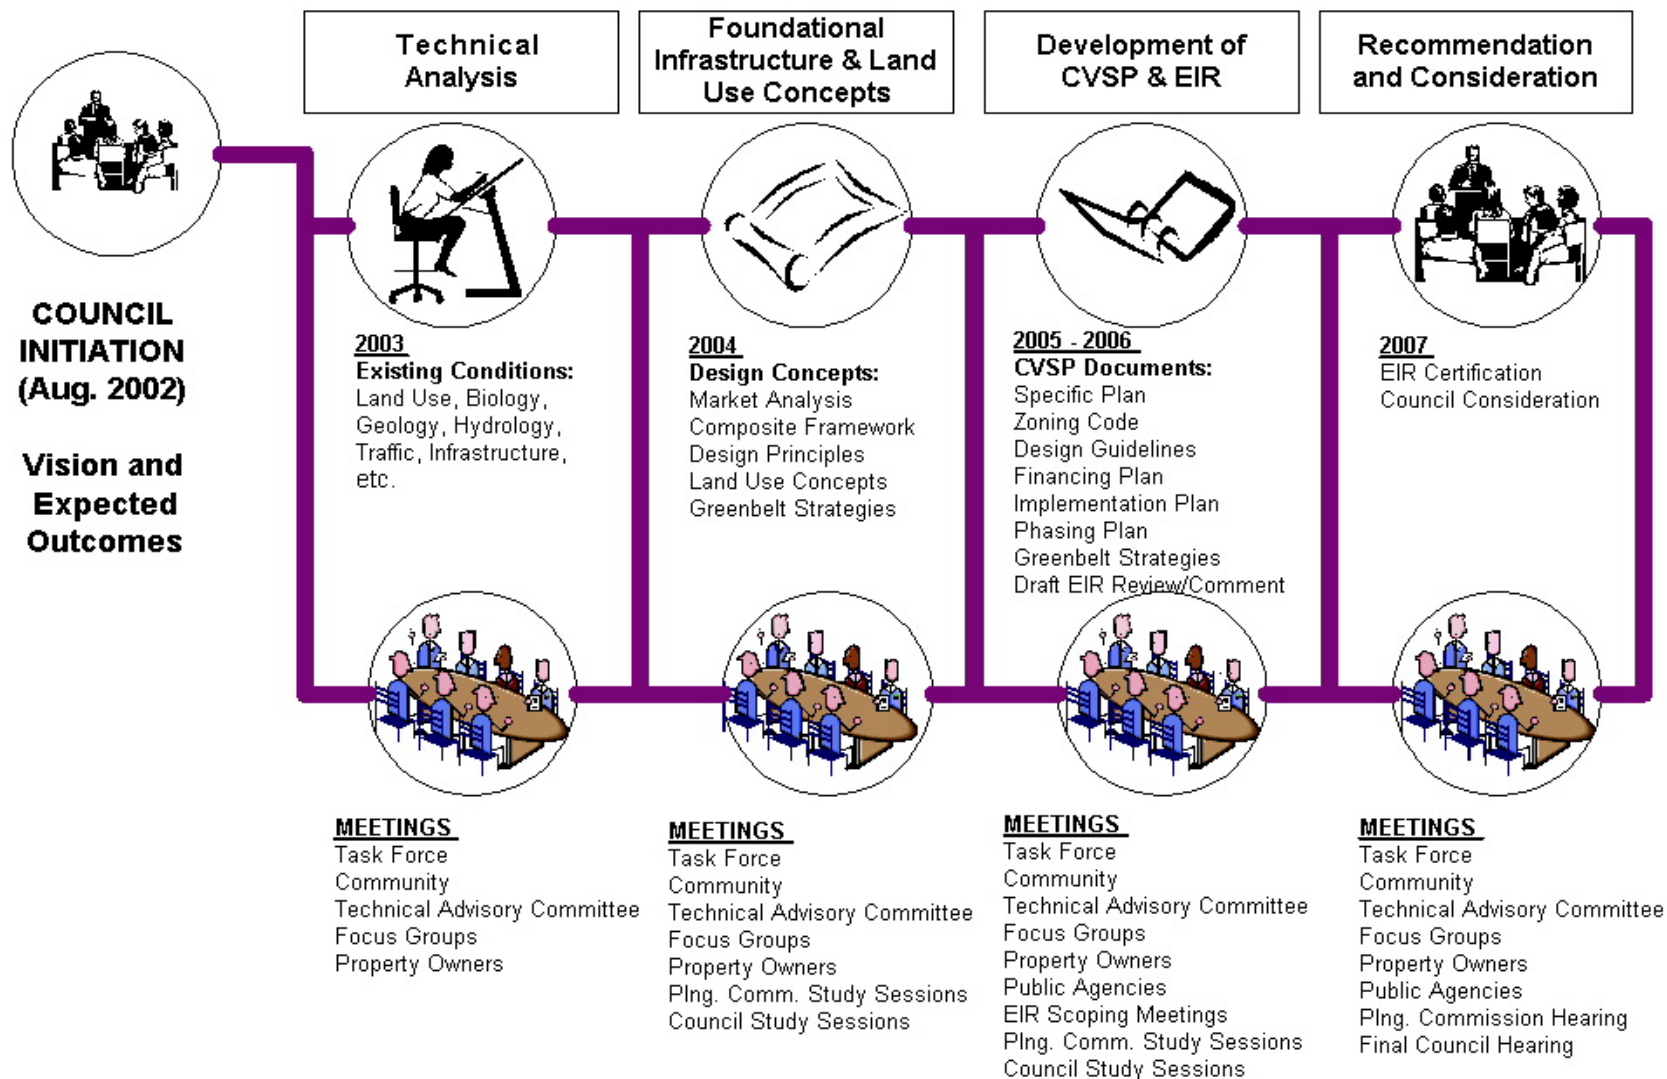 Technical
Analysis
Foundational
Infrastructure & Land
Use Concepts
Development of
CVSP & EIR
Recommendation
and Consideration
COUNCIL
INITIATION
(Aug. 2002)
Vision and
Expected
Outcomes
2003
Existing Conditions:
Land Use, Biology,
Geology, Hydrology,
Traffic, Infrastructure,
etc.
2004
Design Concepts:
Market Analysis
Composite Framework
Design Principles
Land Use Concepts
Greenbelt Strategies
2005 - 2006
CVSP Documents:
Specific Plan
Zoning Code
Design Guidelines
Financing Plan
Implementation Plan
Phasing Plan
Greenbelt Strategies
Draft EIR Review/Comment
2007
EIR Certification
Council Consideration
MEETINGS
Task Force
Community
Technical Advisory Committee
Focus Groups
Property Owners
MEETINGS
Task Force
Community
Technical Advisory Committee
Focus Groups
Property Owners
Plng. Comm. Study Sessions
Council Study Sessions
MEETINGS
Task Force
Community
Technical Advisory Committee
Focus Groups
Property Owners
Public Agencies
EIR Scoping Meetings
Plng. Comm. Study Sessions
Council Study Sessions
MEETINGS
Task Force
Community
Technical Advisory Committee
Focus Groups
Property Owners
Public Agencies
Plng. Commission Hearing
Final Council Hearing